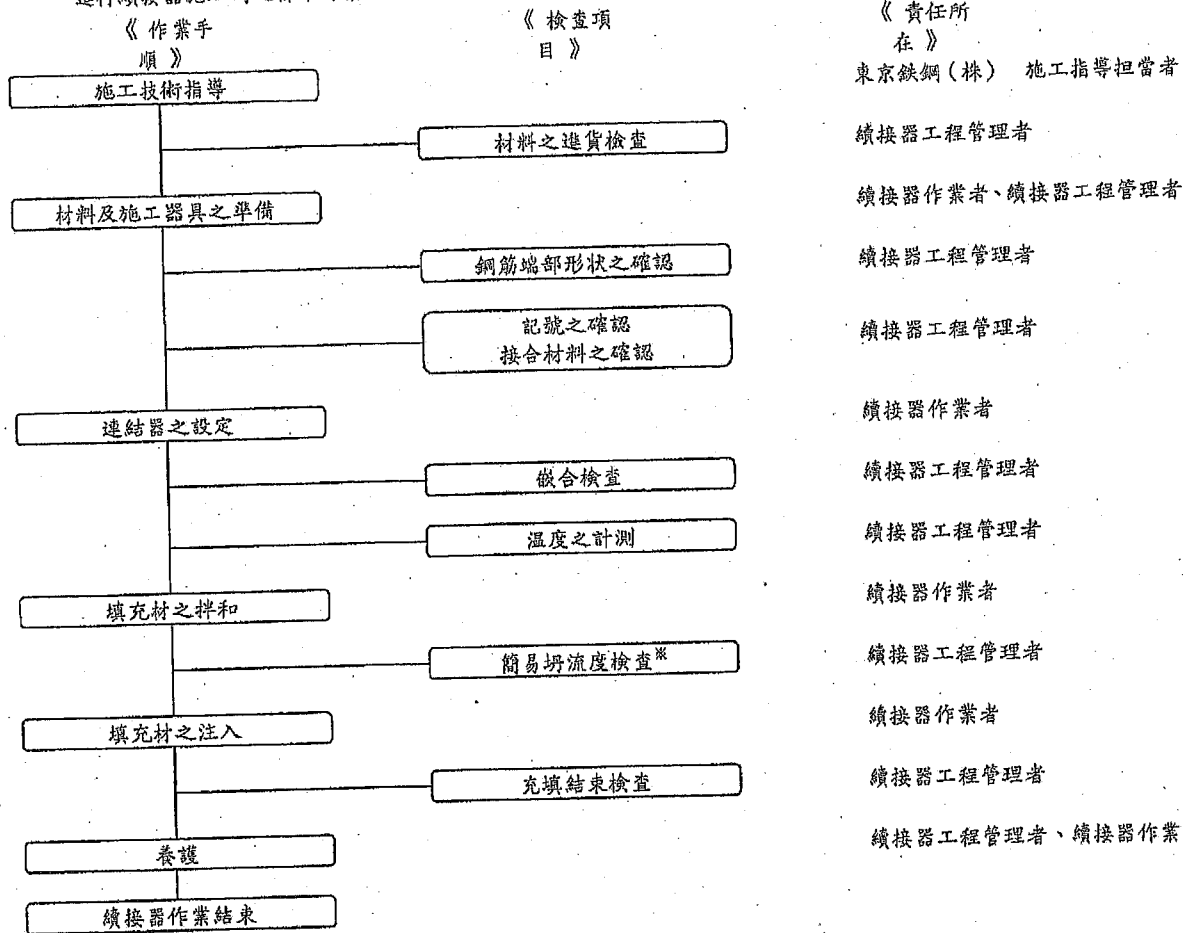 《 作業手
順 》
《 檢查項
目 》
《 責任所
在 》
施工技術指導
東京鉄鋼(株) 施工指導担當者
材料之進貨檢查
續接器工程管理者
材料及施工器具之準備
續接器作業者、續接器工程管理者
鋼筋端部形狀之確認
續接器工程管理者
記號之確認
接合材料之確認
續接器工程管理者
連結器之設定
續接器作業者
嵌合檢查
續接器工程管理者
溫度之計測
續接器工程管理者
填充材之拌和
續接器作業者
簡易坍流度檢查※
續接器工程管理者
填充材之注入
續接器作業者
充填結束檢查
續接器工程管理者
養護
續接器工程管理者、續接器作業
續接器作業結束